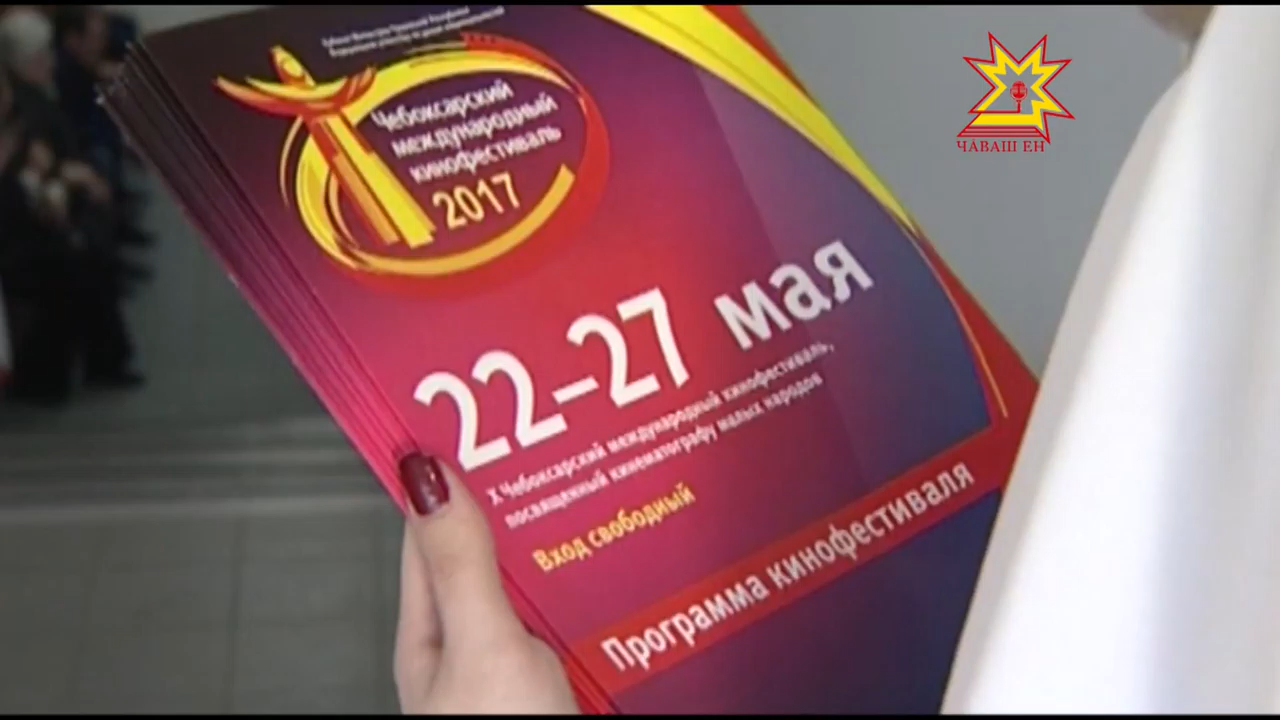 Чебоксарский
международный
кинофестиваль
2017
ЧĂВАШ ЕН
22–27 мая
X Чебоксарский международный кинофестиваль,
посвященный кинематографу малых народов
Вход свободный
Программа кинофестиваля